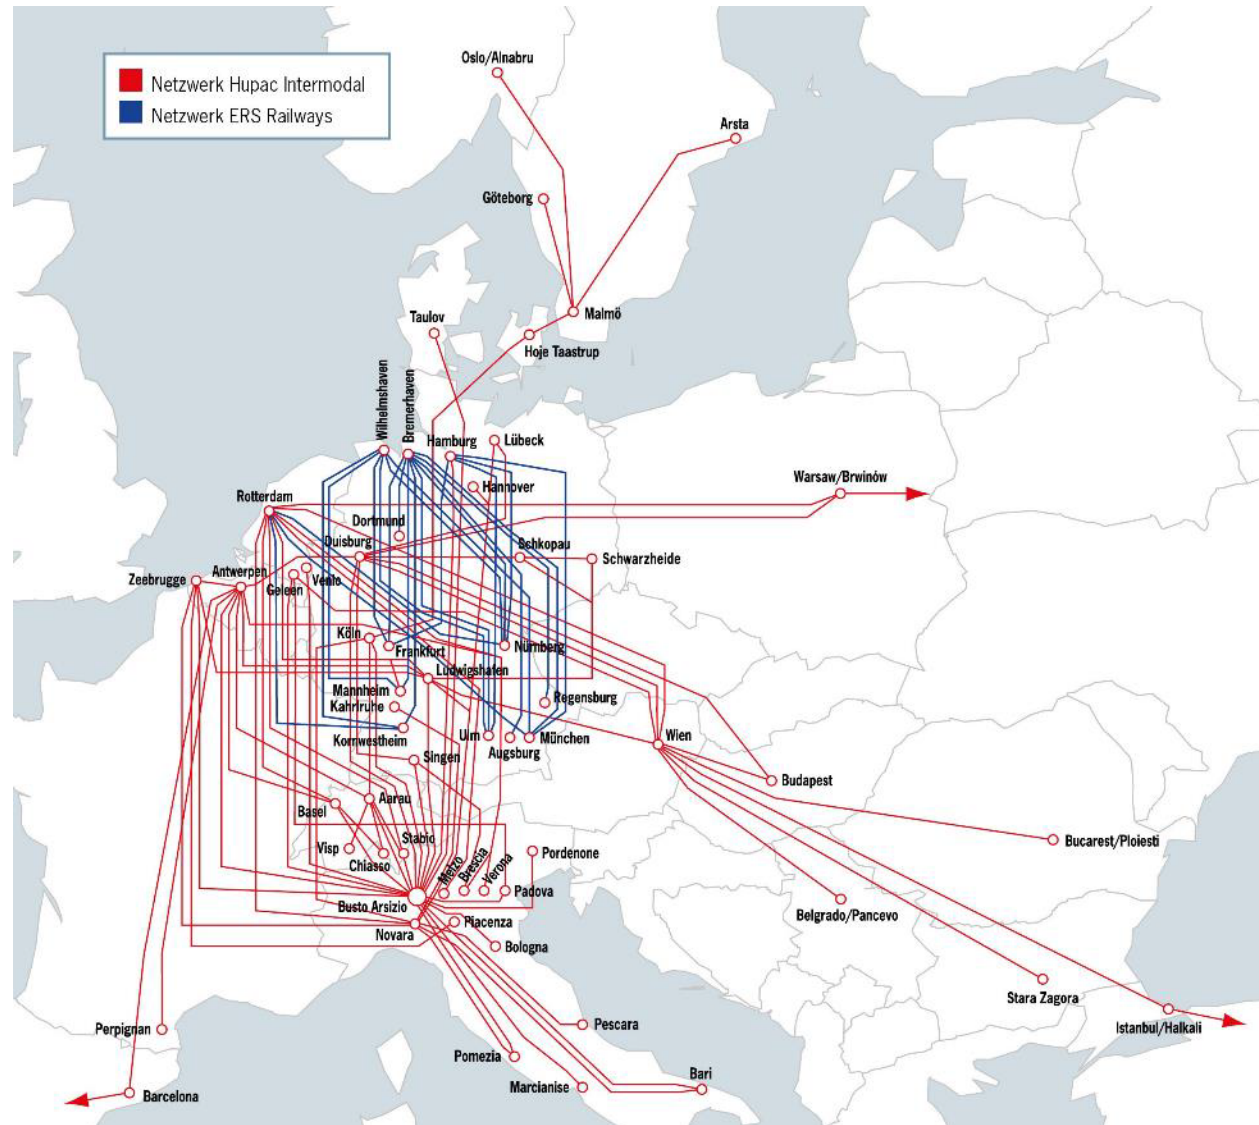 Netzwerk Hupac Intermodal
Netzwerk ERS Railways
Oslo/Alnabru
Arsta
Göteborg
Malmö
Taulov
Hoje Taastrup
Wilhelmshaven
Bremerhaven
Hamburg
Lübeck
Hannover
Warsaw/Brwinów
Rotterdam
Dortmund
Duisburg
Schkopau
Schwarzheide
Zeebrugge
Antwerpen
Geleen
Venlo
Köln
Frankfurt
Nürnberg
Ludwigshafen
Mannheim
Kahrlruhe
Regensburg
Kornwestheim
Ulm
Augsburg
München
Wien
Singen
Budapest
Basel
Aarau
Stabio
Visp
Chiasso
Melzo
Brescia
Verona
Pordenone
Padova
Bucarest/Ploiesti
Busto Arsizio
Piacenza
Novara
Bologna
Belgrado/Pancevo
Stara Zagora
Istanbul/Halkali
Perpignan
Pescara
Pomezia
Marcianise
Bari
Barcelona